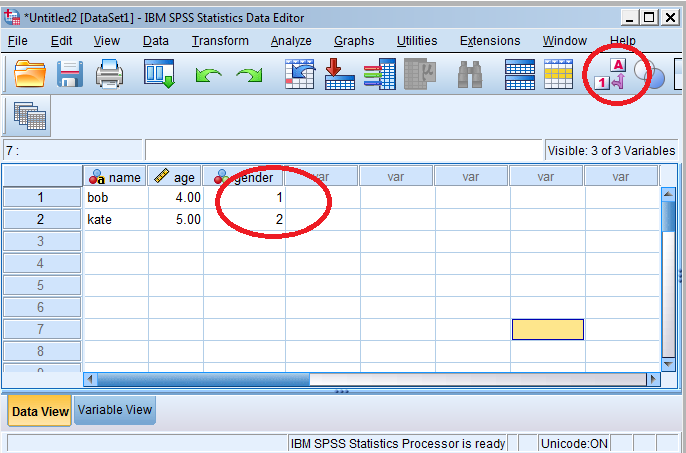 *Untitled2 [DataSet1] - IBM SPSS Statistics Data Editor
File Edit View Data Transform Analyze Graphs Utilities Extensions Window Help
A
1
7 :
Visible: 3 of 3 Variables
a name age gender var var var var var
1 bob 4.00 1
2 kate 5.00 2
3
4
5
6
7
8
9
Data View Variable View
IBM SPSS Statistics Processor is ready Unicode:ON